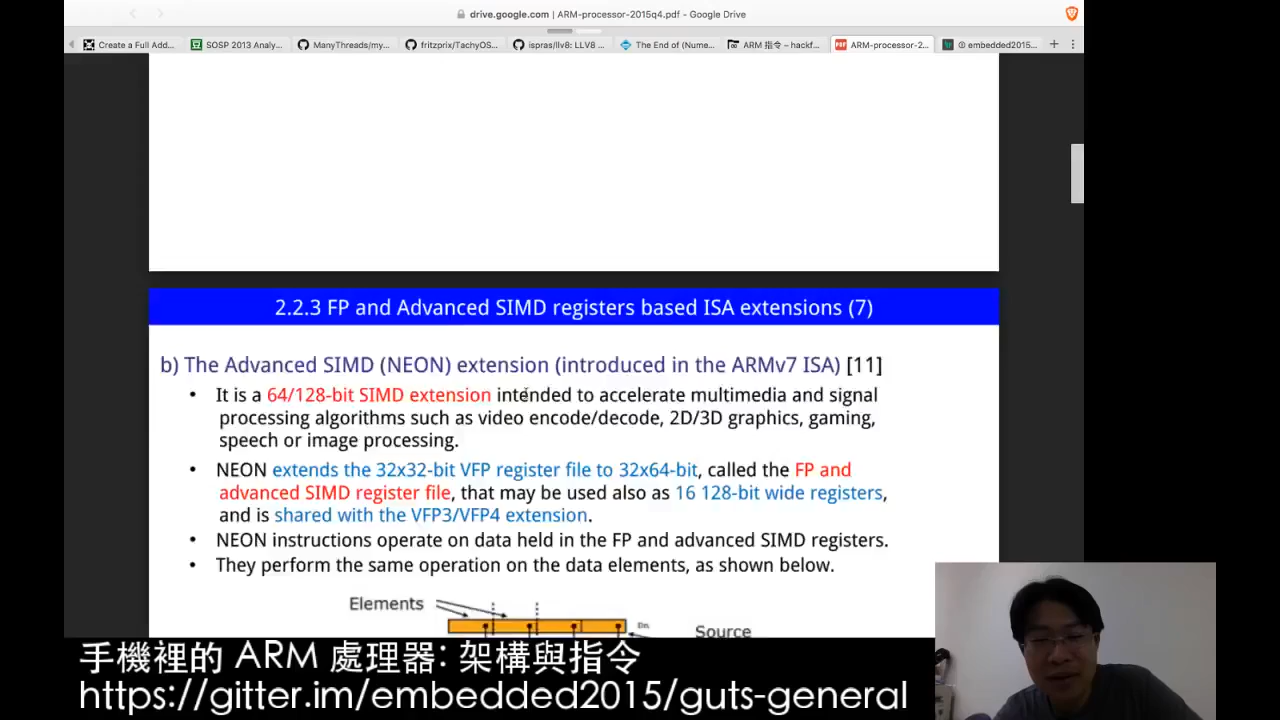 drive.google.com | ARM-processor-2015q4.pdf - Google Drive
Create a Full Add...
SOSP 2013 Analy...
ManyThreads/my...
fritzprix/TachyOS...
ispras/llv8: LLV8 ...
The End of (Nume...
ARM 指令 – hackf...
ARM-processor-2...
embedded2015...
2.2.3 FP and Advanced SIMD registers based ISA extensions (7)
b) The Advanced SIMD (NEON) extension (introduced in the ARMv7 ISA) [11]
• It is a 64/128-bit SIMD extension intended to accelerate multimedia and signal
processing algorithms such as video encode/decode, 2D/3D graphics, gaming,
speech or image processing.
• NEON extends the 32x32-bit VFP register file to 32x64-bit, called the FP and
advanced SIMD register file, that may be used also as 16 128-bit wide registers,
and is shared with the VFP3/VFP4 extension.
• NEON instructions operate on data held in the FP and advanced SIMD registers.
• They perform the same operation on the data elements, as shown below.
Elements
Dn
Source
手機裡的 ARM 處理器: 架構與指令
https://gitter.im/embedded2015/guts-general